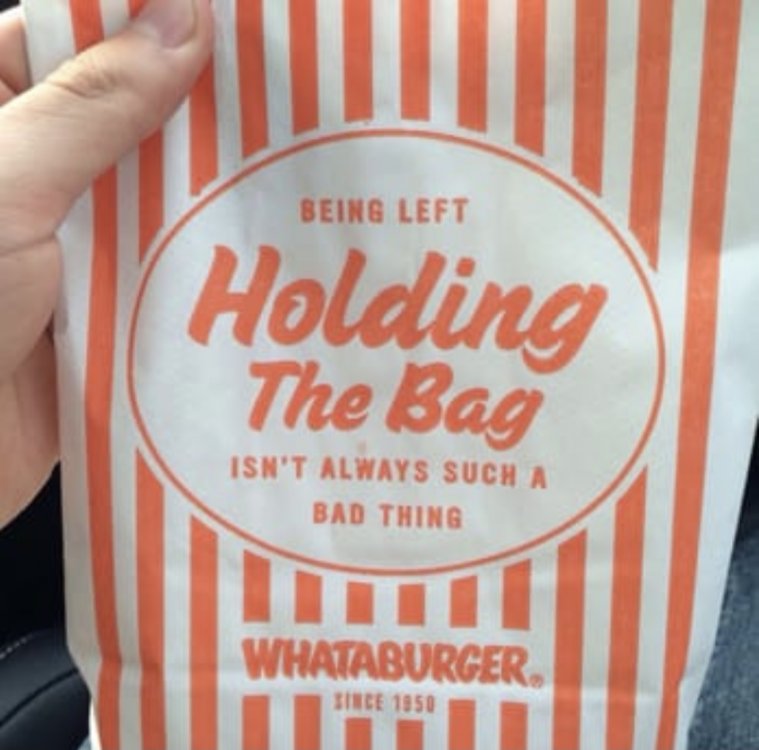 BEING LEFT
Holding
The Bag
ISN'T ALWAYS SUCH A
BAD THING
WHATABURGER®
SINCE 1950